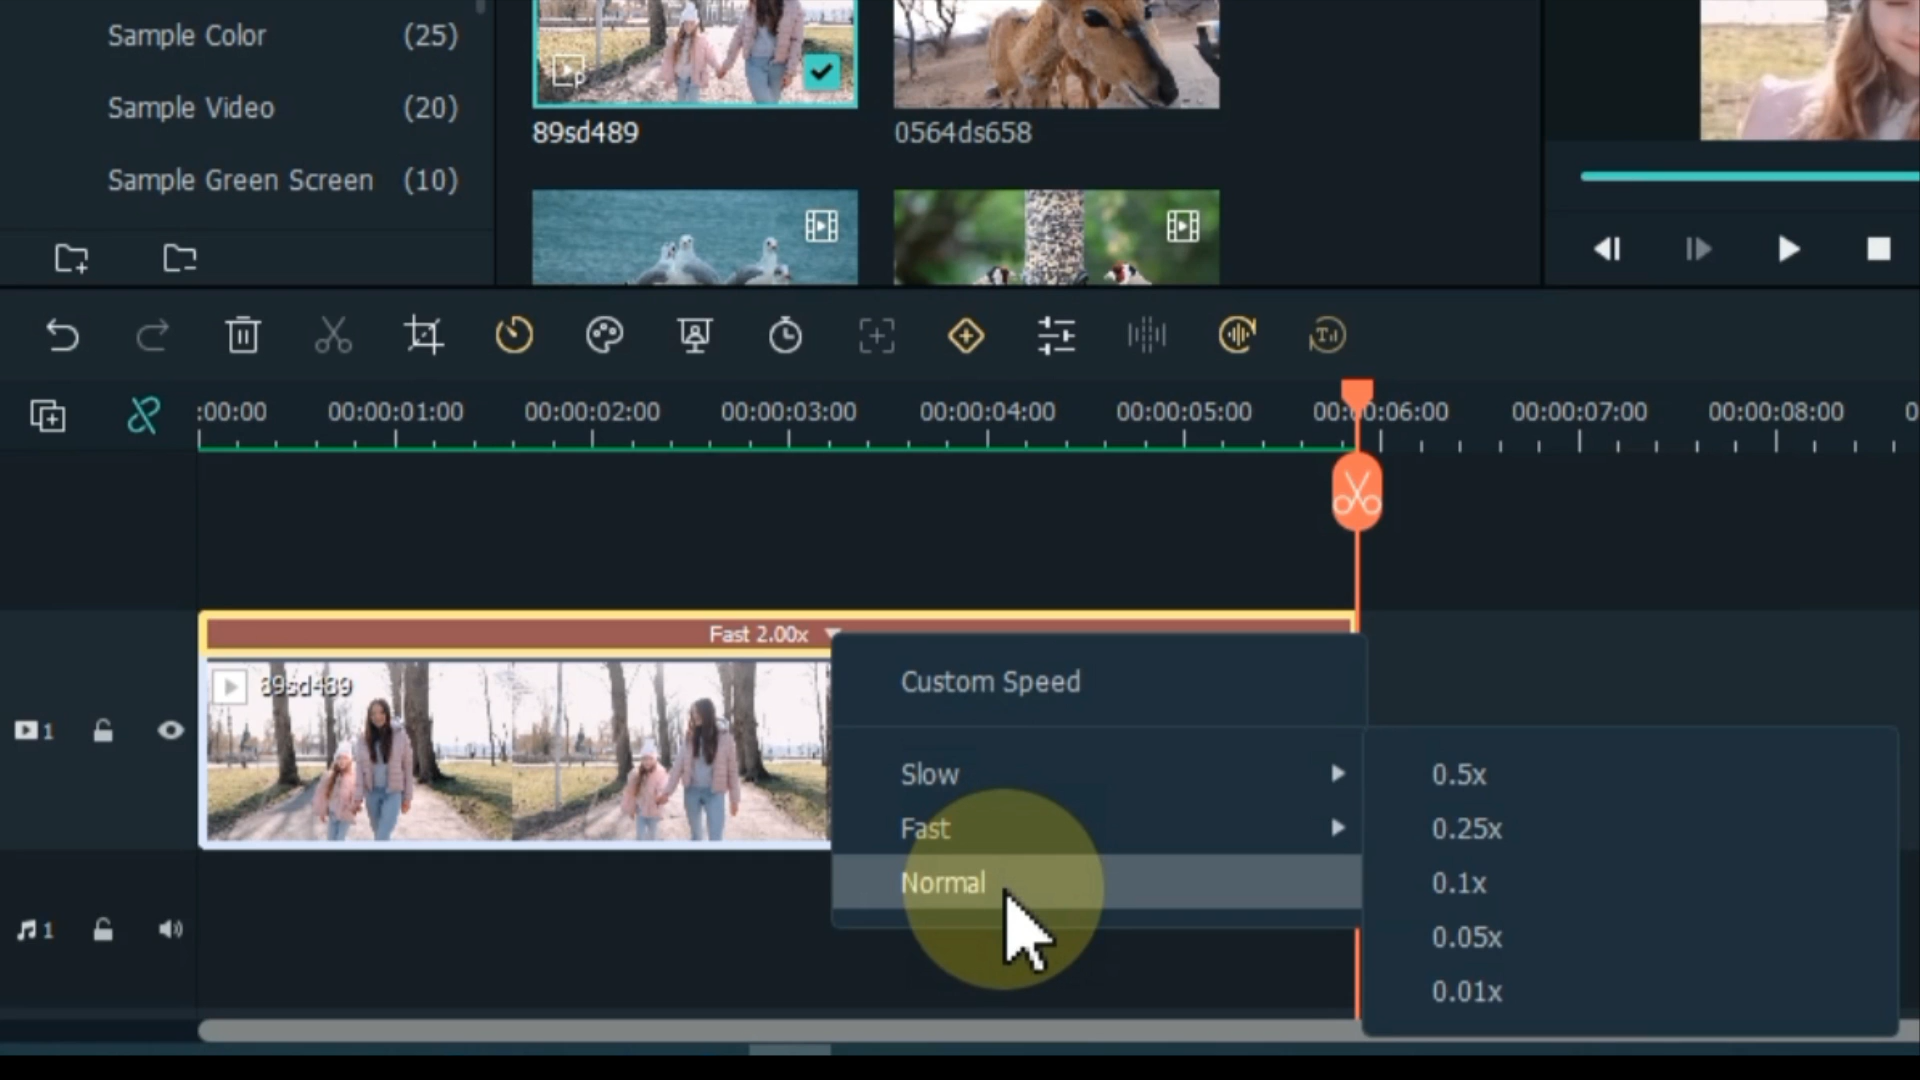 Sample Color (25)
Sample Video (20)
Sample Green Screen (10)
89sd489
0564ds658
:00:00 00:00:01:00 00:00:02:00 00:00:03:00 00:00:04:00 00:00:05:00 00:00:06:00 00:00:07:00 00:00:08:00 0
Fast 2.00x
89sd489
1
Custom Speed
Slow
Fast
Normal
0.5x
0.25x
0.1x
0.05x
0.01x
1